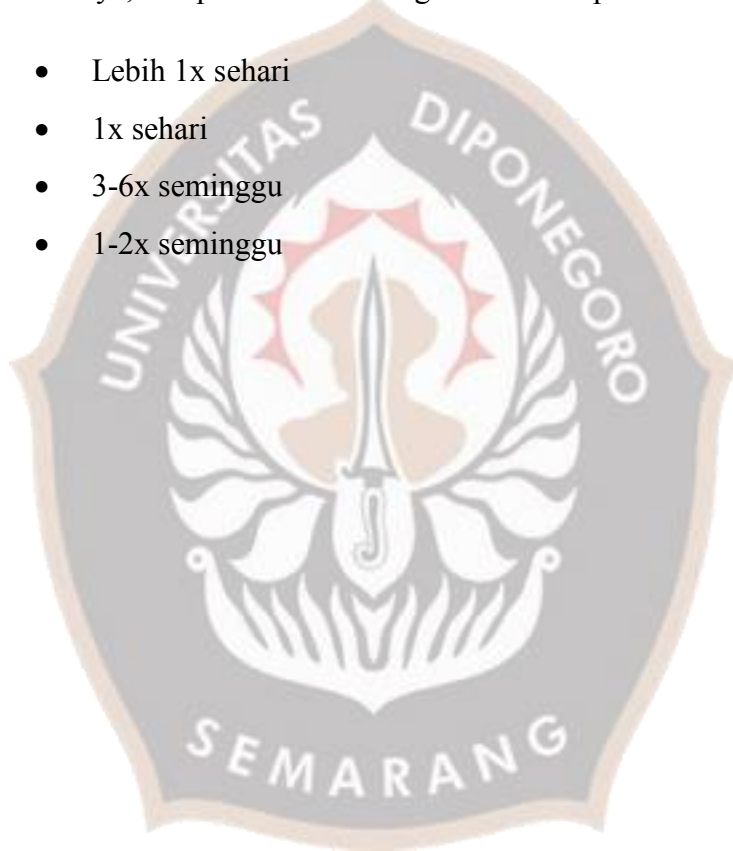 • Lebih 1x sehari
• 1x sehari
• 3-6x seminggu
• 1-2x seminggu
UNIVERSITAS DIPONEGORO
SEMARANG